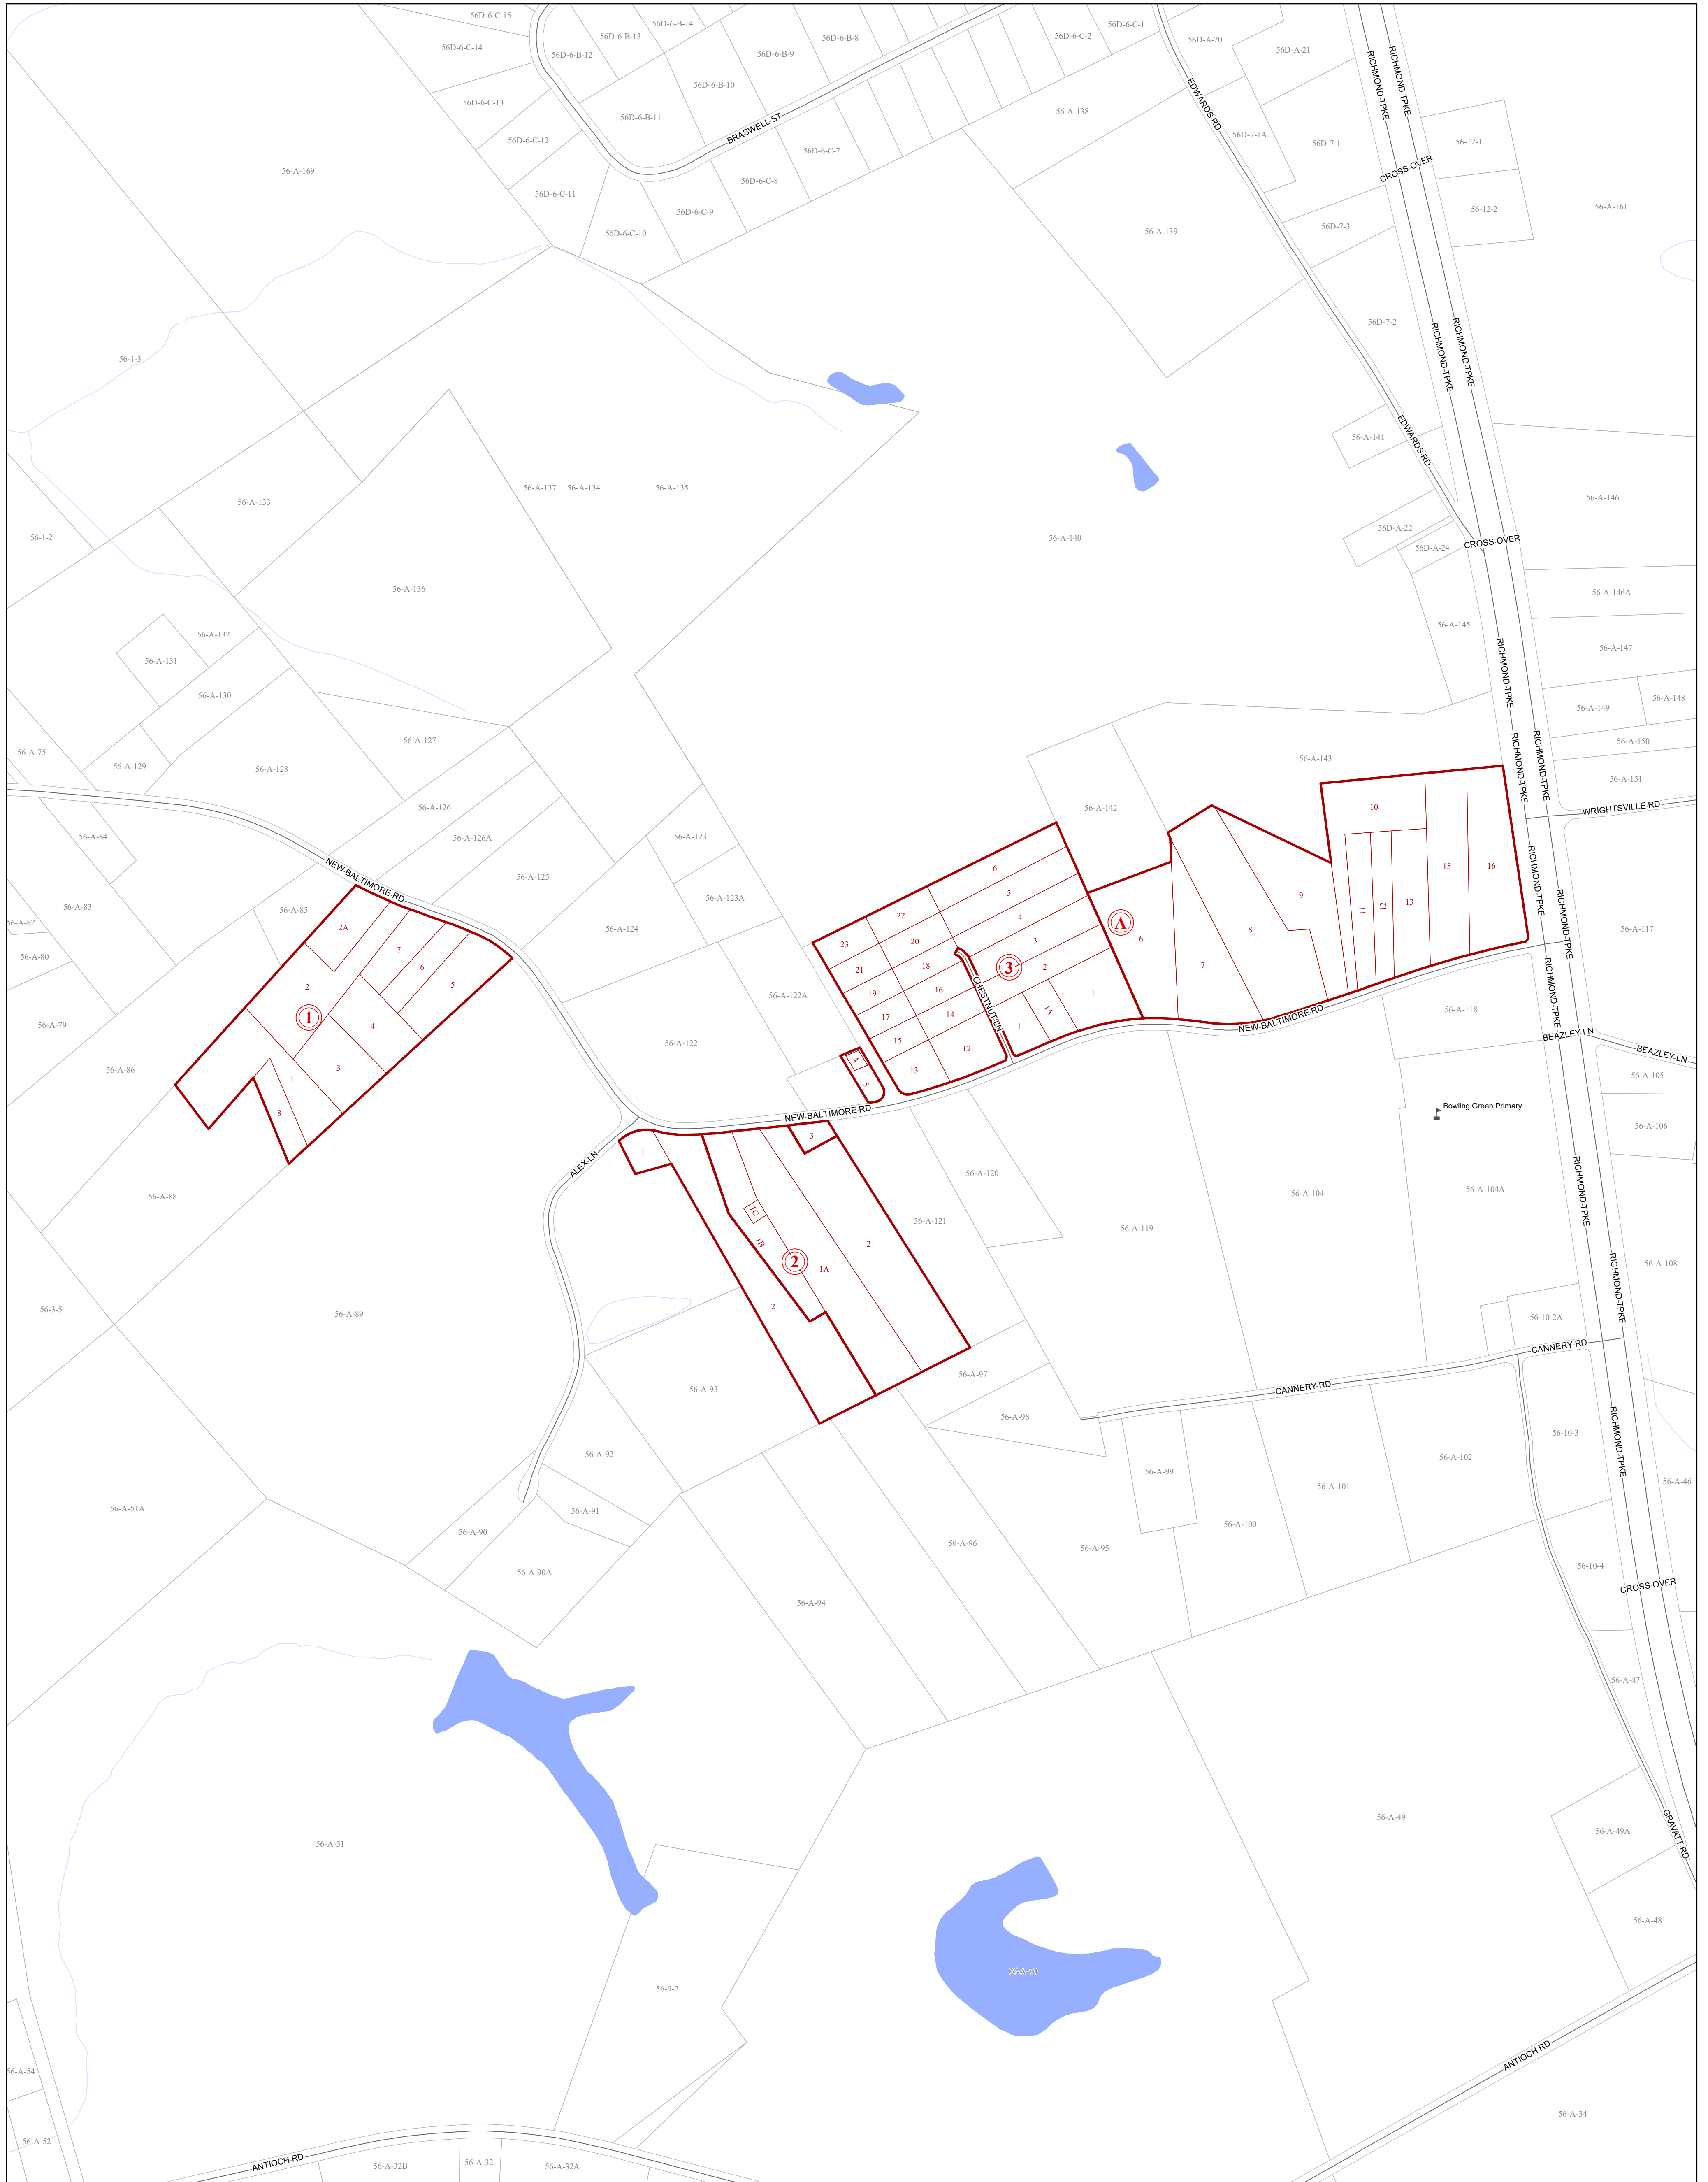 56D-6-C-15
56D-6-B-14
56D-6-B-13
56D-6-B-8
56D-6-C-2
56D-6-C-1
56D-A-20
56D-A-21
RICHMOND TPKE
RICHMOND TPKE
56D-6-C-14
56D-6-B-12
56D-6-B-9
56D-6-B-10
56D-6-C-13
56D-6-B-11
56-A-138
EDWARDS RD
BRASWELL ST
56D-7-1A
56D-7-1
56-12-1
CROSS OVER
56D-6-C-12
56D-6-C-7
56-A-169
56D-6-C-8
56D-6-C-11
56D-6-C-9
56D-6-C-10
56-A-139
56D-7-3
56-12-2
56-A-161
56D-7-2
RICHMOND TPKE
RICHMOND TPKE
56-1-3
56-A-141
EDWARDS RD
56-A-146
56-A-133
56-A-137
56-A-134
56-A-135
56-1-2
56-A-140
56D-A-22
56D-A-24
CROSS OVER
56-A-136
56-A-146A
56-A-132
56-A-131
56-A-145
56-A-147
RICHMOND TPKE
56-A-130
56-A-149
56-A-148
56-A-127
56-A-150
56-A-75
56-A-129
56-A-128
56-A-143
RICHMOND TPKE
RICHMOND TPKE
56-A-151
56-A-126
56-A-142
10
WRIGHTSVILLE RD
56-A-84
56-A-126A
56-A-123
NEW BALTIMORE RD
56-A-125
6
15
16
5
56-A-123A
9
RICHMOND TPKE
56-A-83
56-A-85
22
4
13
12
11
56-A-82
2A
56-A-124
23
20
3
A
6
8
RICHMOND TPKE
56-A-117
7
56-A-80
21
18
3
2
7
6
5
56-A-122A
19
16
1
2
CHESTNUT LN
1A
17
14
1
56-A-79
1
4
NEW BALTIMORE RD
56-A-118
RICHMOND TPKE
56-A-122
15
12
BEAZLEY LN
BEAZLEY LN
56-A-86
3
4
13
1
5
56-A-105
8
NEW BALTIMORE RD
Bowling Green Primary
56-A-106
3
1
ALEX LN
56-A-120
56-A-88
56-A-104
56-A-104A
RICHMOND TPKE
1C
56-A-121
56-A-119
1B
2
2
1A
56-A-108
RICHMOND TPKE
56-3-5
56-A-89
2
56-10-2A
CANNERY RD
56-A-97
56-A-93
CANNERY RD
56-A-98
56-10-3
RICHMOND TPKE
56-A-92
56-A-102
56-A-99
56-A-101
56-A-46
56-A-51A
56-A-91
56-A-90
56-A-100
56-A-96
56-A-95
56-A-90A
56-10-4
CROSS OVER
56-A-94
56-A-47
56-A-49
56-A-49A
GRAVATT RD
56-A-51
56-A-48
56-A-50
56-9-2
ANTIOCH RD
56-A-54
56-A-34
56-A-52
ANTIOCH RD
56-A-32B
56-A-32
56-A-32A